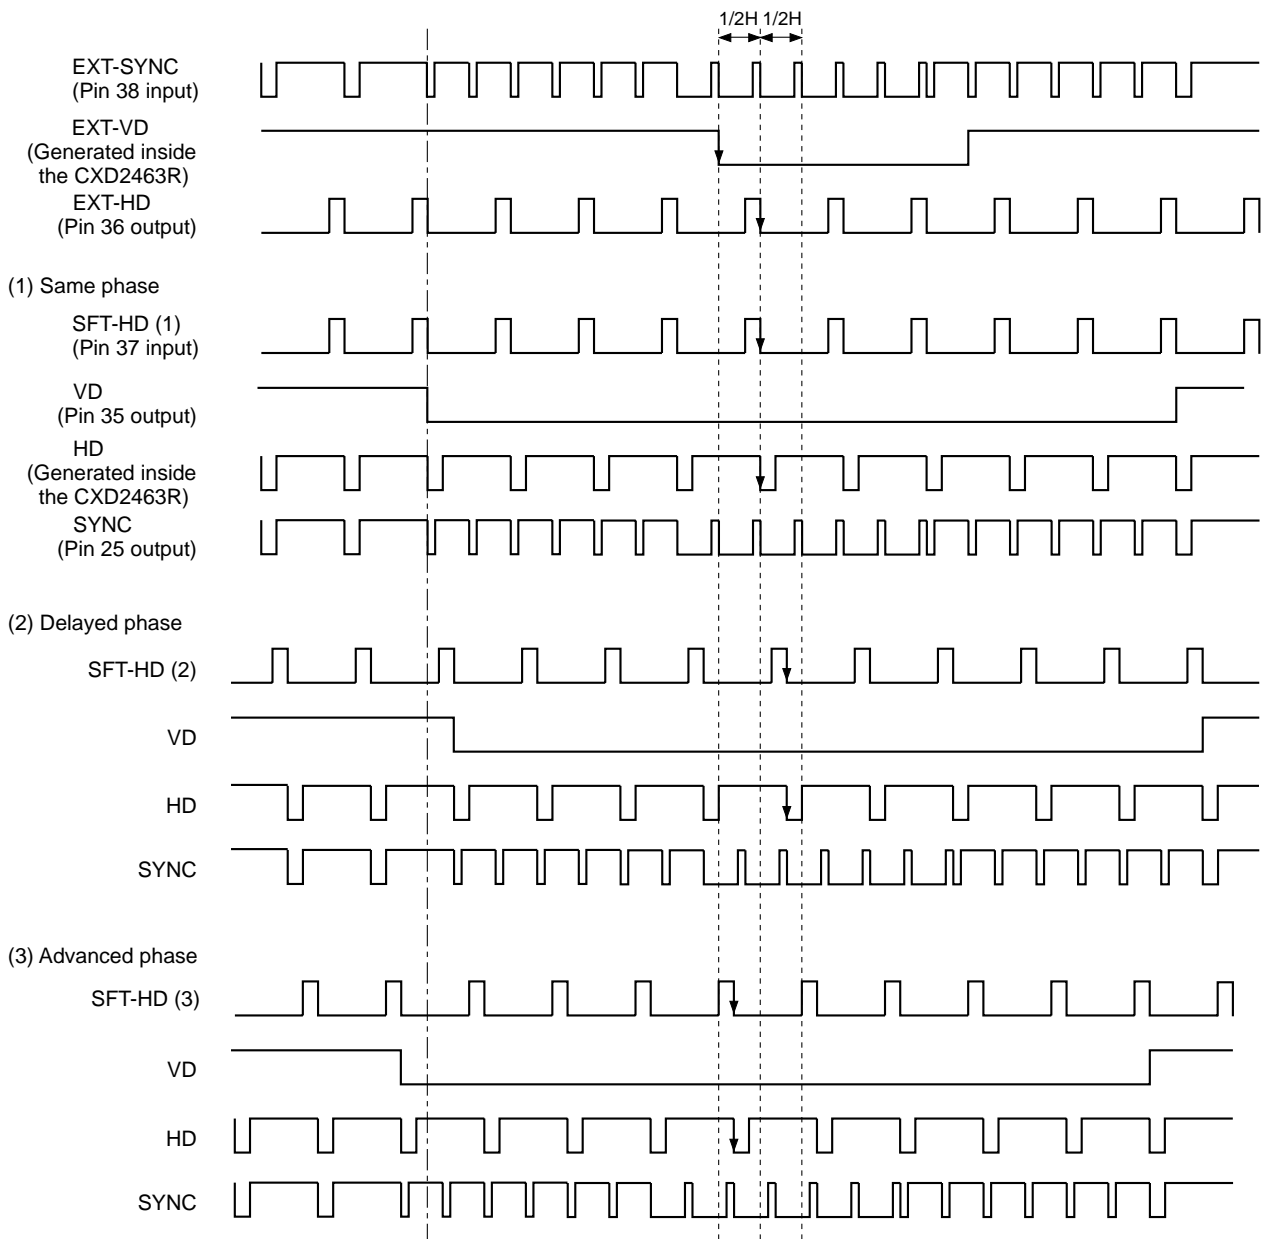 1/2H 1/2H
EXT-SYNC
(Pin 38 input)
EXT-VD
(Generated inside
the CXD2463R)
EXT-HD
(Pin 36 output)
(1) Same phase
SFT-HD (1)
(Pin 37 input)
VD
(Pin 35 output)
HD
(Generated inside
the CXD2463R)
SYNC
(Pin 25 output)
(2) Delayed phase
SFT-HD (2)
VD
HD
SYNC
(3) Advanced phase
SFT-HD (3)
VD
HD
SYNC